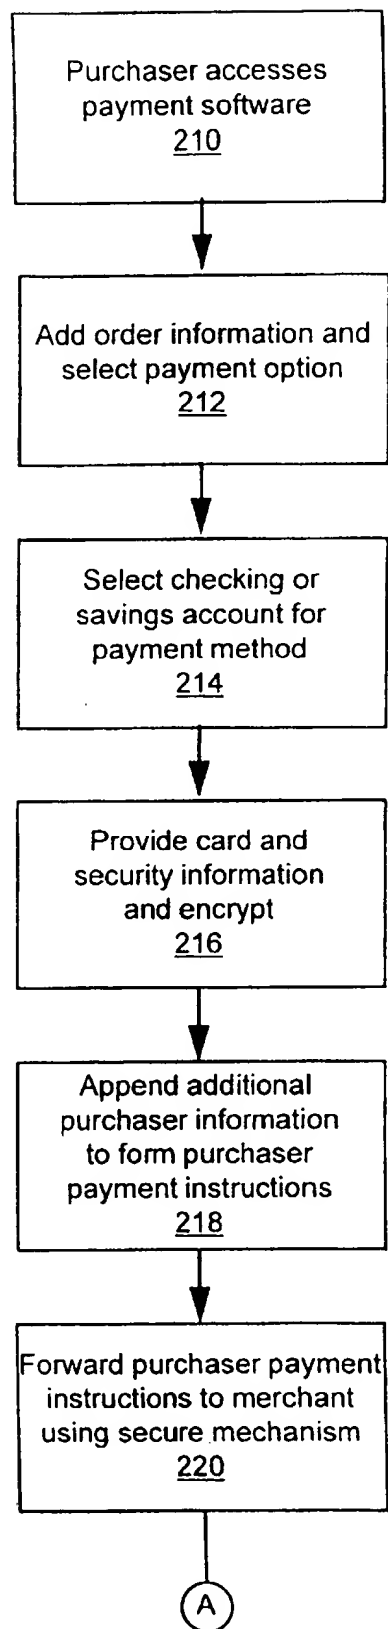 Purchaser accesses
payment software
210
Add order information and
select payment option
212
Select checking or
savings account for
payment method
214
Provide card and
security information
and encrypt
216
Append additional
purchaser information
to form purchaser
payment instructions
218
Forward purchaser payment
instructions to merchant
using secure mechanism
220
A